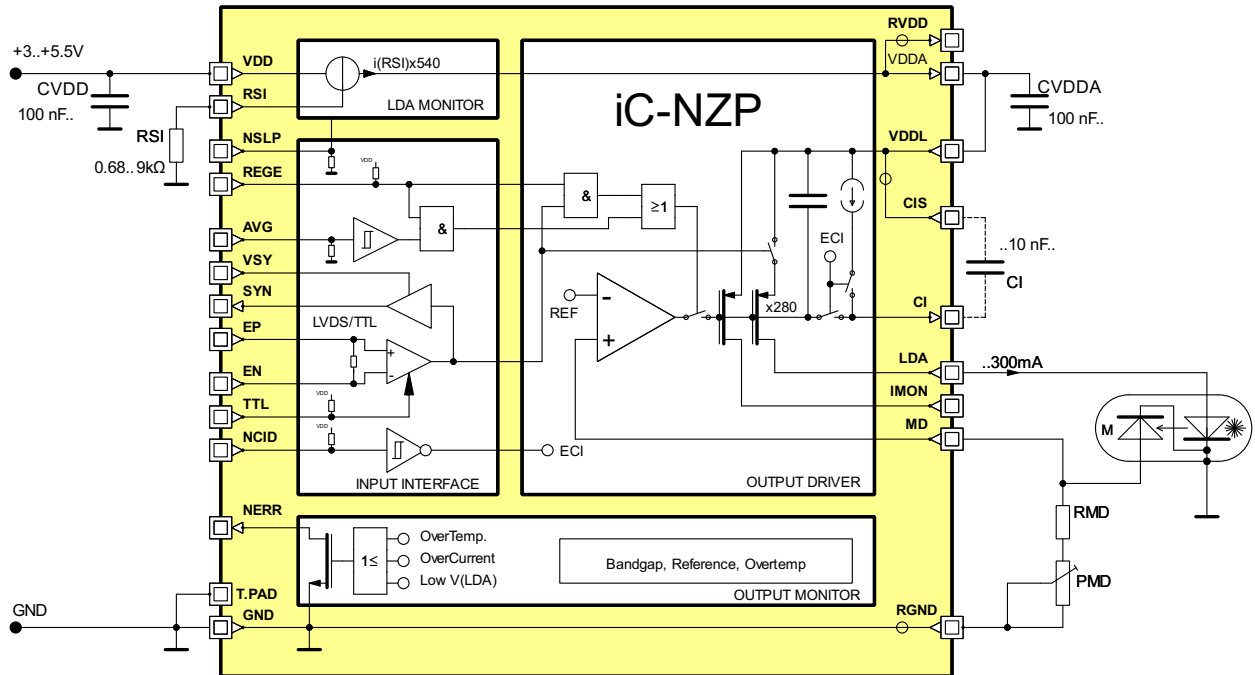 +3..+5.5V
CVDD
100 nF..
RSI
0.68..9kΩ
VDD
RSI
NSLP
REGE
AVG
VSY
SYN
EP
EN
TTL
NCID
NERR
T.PAD
GND
GND
i(RSI)x540
LDA MONITOR
VDD
&
LVDS/TTL
+
-
VDD
VDD
INPUT INTERFACE
iC-NZP
&
≥1
ECI
REF
-
+
x280
ECI
OUTPUT DRIVER
1≤
OverTemp.
OverCurrent
Low V(LDA)
Bandgap, Reference, Overtemp
OUTPUT MONITOR
RVDD
VDDA
VDDL
CIS
CI
LDA
IMON
MD
RGND
CVDDA
100 nF..
..10 nF..
CI
..300mA
M
RMD
PMD